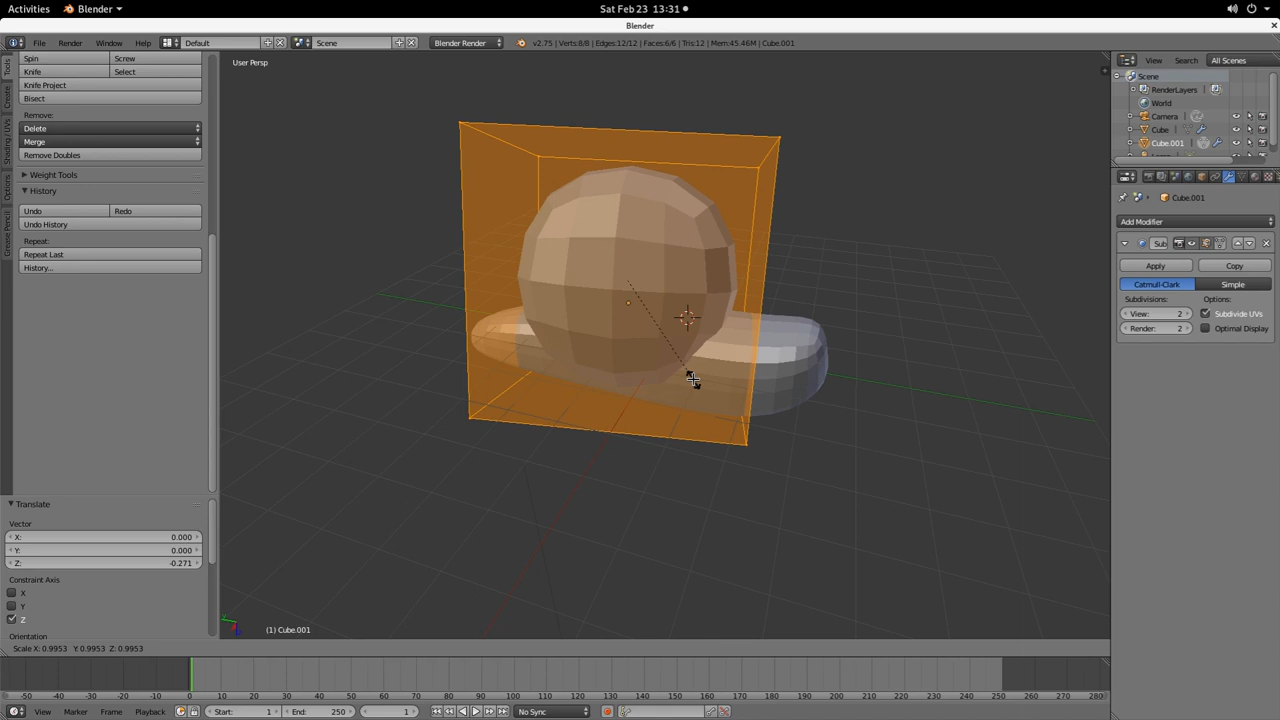 Activities Blender Sat Feb 23 13:31
Blender
File Render Window Help Default Scene Blender Render v2.75 | Verts:8/8 | Edges:12/12 | Faces:6/6 | Tris:12 | Mem:45.46M | Cube.001
Spin Screw
Knife Select
Knife Project
Bisect
Remove:
Delete
Merge
Remove Doubles
Weight Tools
History
Undo Redo
Undo History
Repeat:
Repeat Last
History...
Tools
Create
Shading / UVs
Options
Grease Pencil
Translate
Vector
X: 0.000
Y: 0.000
Z: -0.271
Constraint Axis
X
Y
Z
Orientation
User Persp
(1) Cube.001
Scale X: 0.9953 Y: 0.9953 Z: 0.9953
View Search All Scenes
Scene
RenderLayers
World
Camera
Cube
Cube.001
Cube.001
Add Modifier
Sub
Apply Copy
Catmull-Clark Simple
Subdivisions: Options:
View: 2 Subdivide UVs
Render: 2 Optimal Display
-50 -40 -30 -20 -10 0 10 20 30 40 50 60 70 80 90 100 110 120 130 140 150 160 170 180 190 200 210 220 230 240 250 260 270 280
View Marker Frame Playback Start: 1 End: 250 1 No Sync